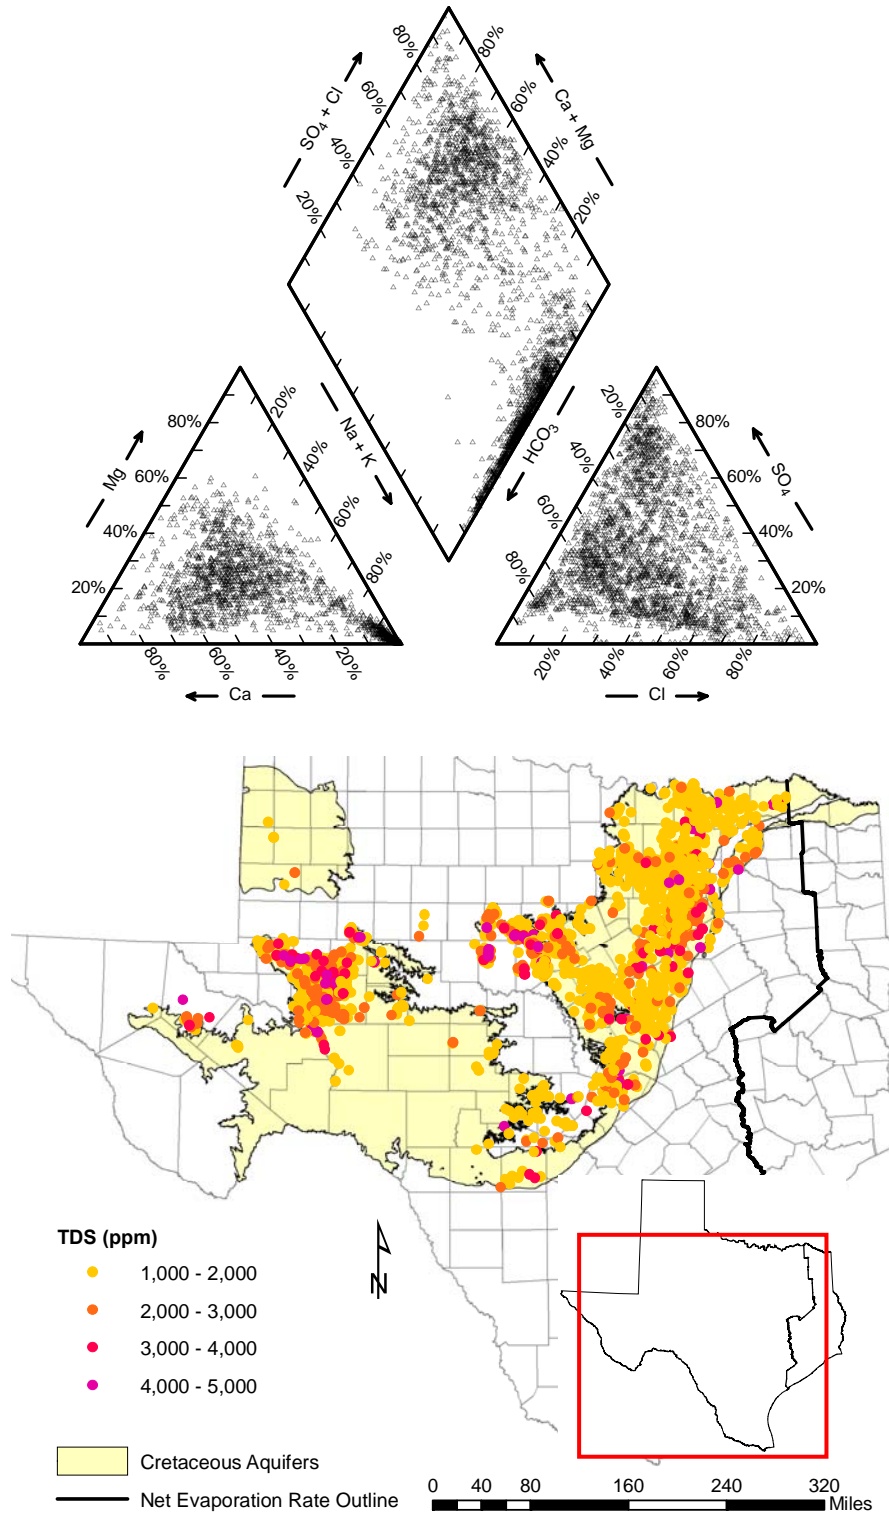 80%
80%
SO₄ + Cl
Ca + Mg
60%
60%
40%
40%
20%
20%
Na + K
HCO₃
80%
20%
Mg
60%
40%
40%
60%
20%
80%
80%
60%
40%
20%
Ca
20%
80%
SO₄
40%
60%
60%
40%
80%
20%
20%
40%
60%
80%
Cl
TDS (ppm)
1,000 - 2,000
2,000 - 3,000
3,000 - 4,000
4,000 - 5,000
N
Cretaceous Aquifers
Net Evaporation Rate Outline
0 40 80 160 240 320
Miles